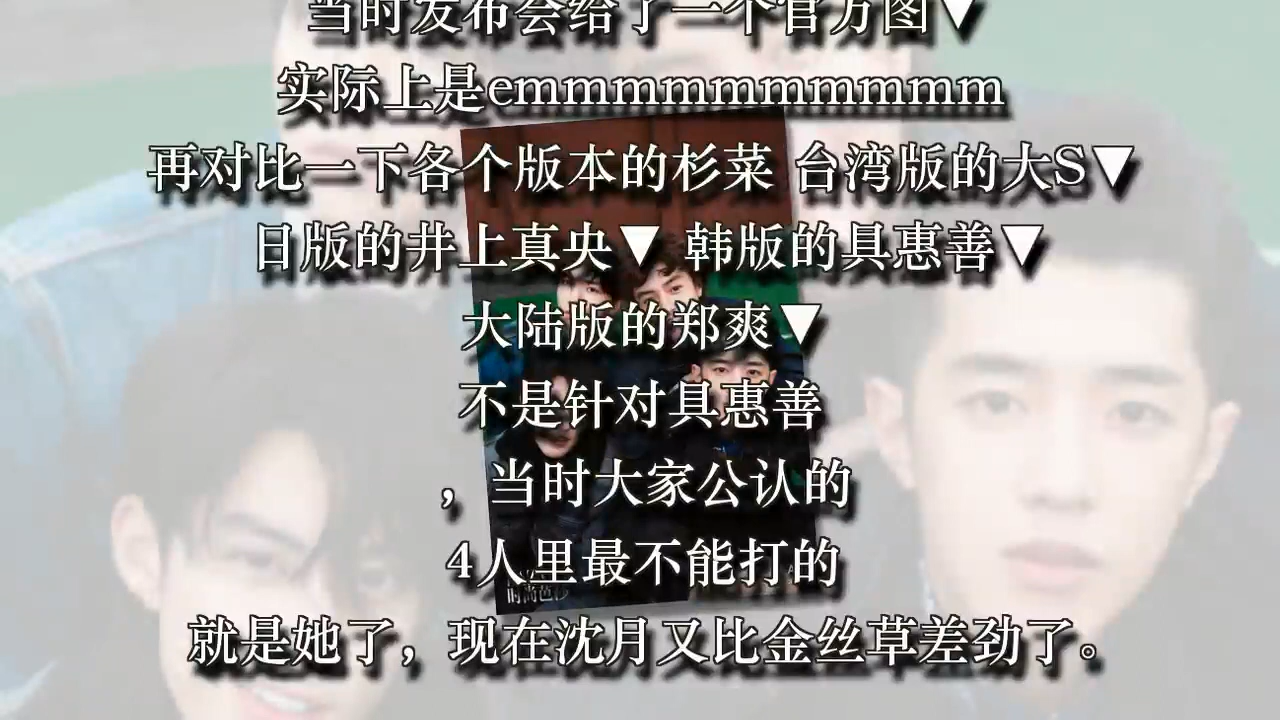 当时发布会给了一个官方图▼
实际上是emmmmmmmmmm
再对比一下各个版本的杉菜 台湾版的大S▼
日版的井上真央▼ 韩版的具惠善▼
大陆版的郑爽▼
不是针对具惠善
，当时大家公认的
4人里最不能打的
时尚芭莎
就是她了，现在沈月又比金丝草差劲了。